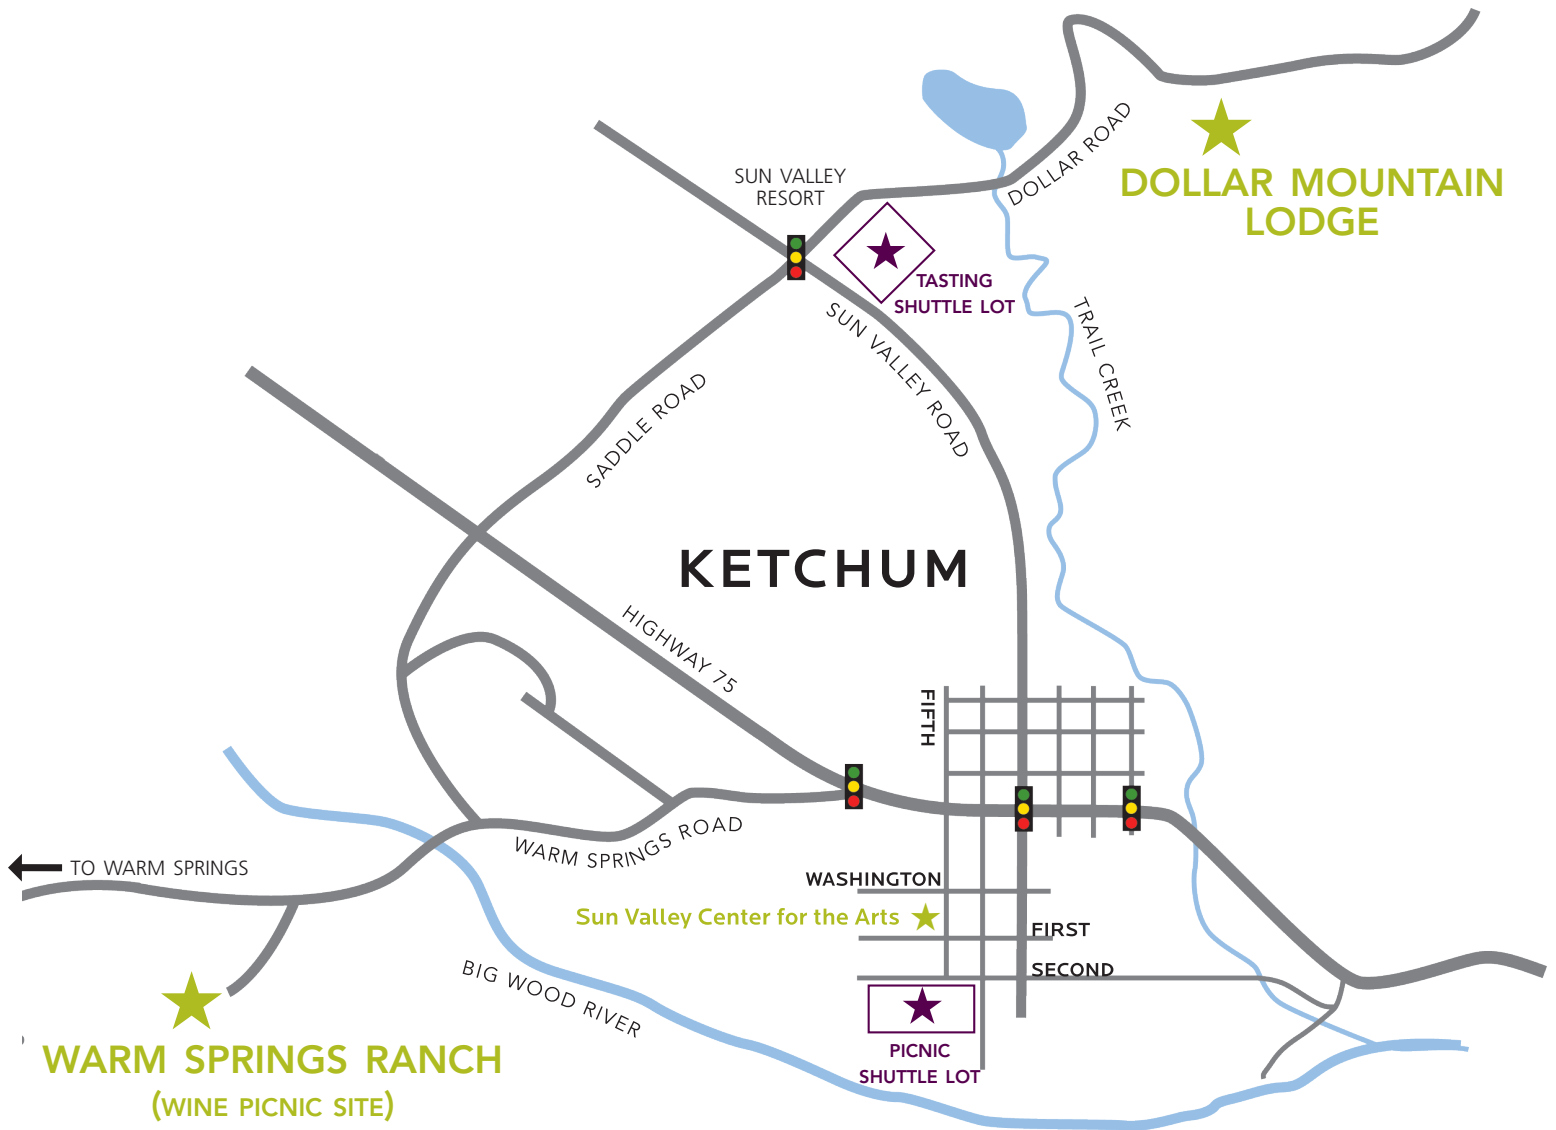 DOLLAR ROAD
SUN VALLEY
RESORT
DOLLAR MOUNTAIN
LODGE
TASTING
SHUTTLE LOT
SUN VALLEY ROAD
TRAIL CREEK
SADDLE ROAD
KETCHUM
HIGHWAY 75
FIFTH
WARM SPRINGS ROAD
TO WARM SPRINGS
WASHINGTON
Sun Valley Center for the Arts
FIRST
SECOND
BIG WOOD RIVER
PICNIC
SHUTTLE LOT
WARM SPRINGS RANCH
(WINE PICNIC SITE)